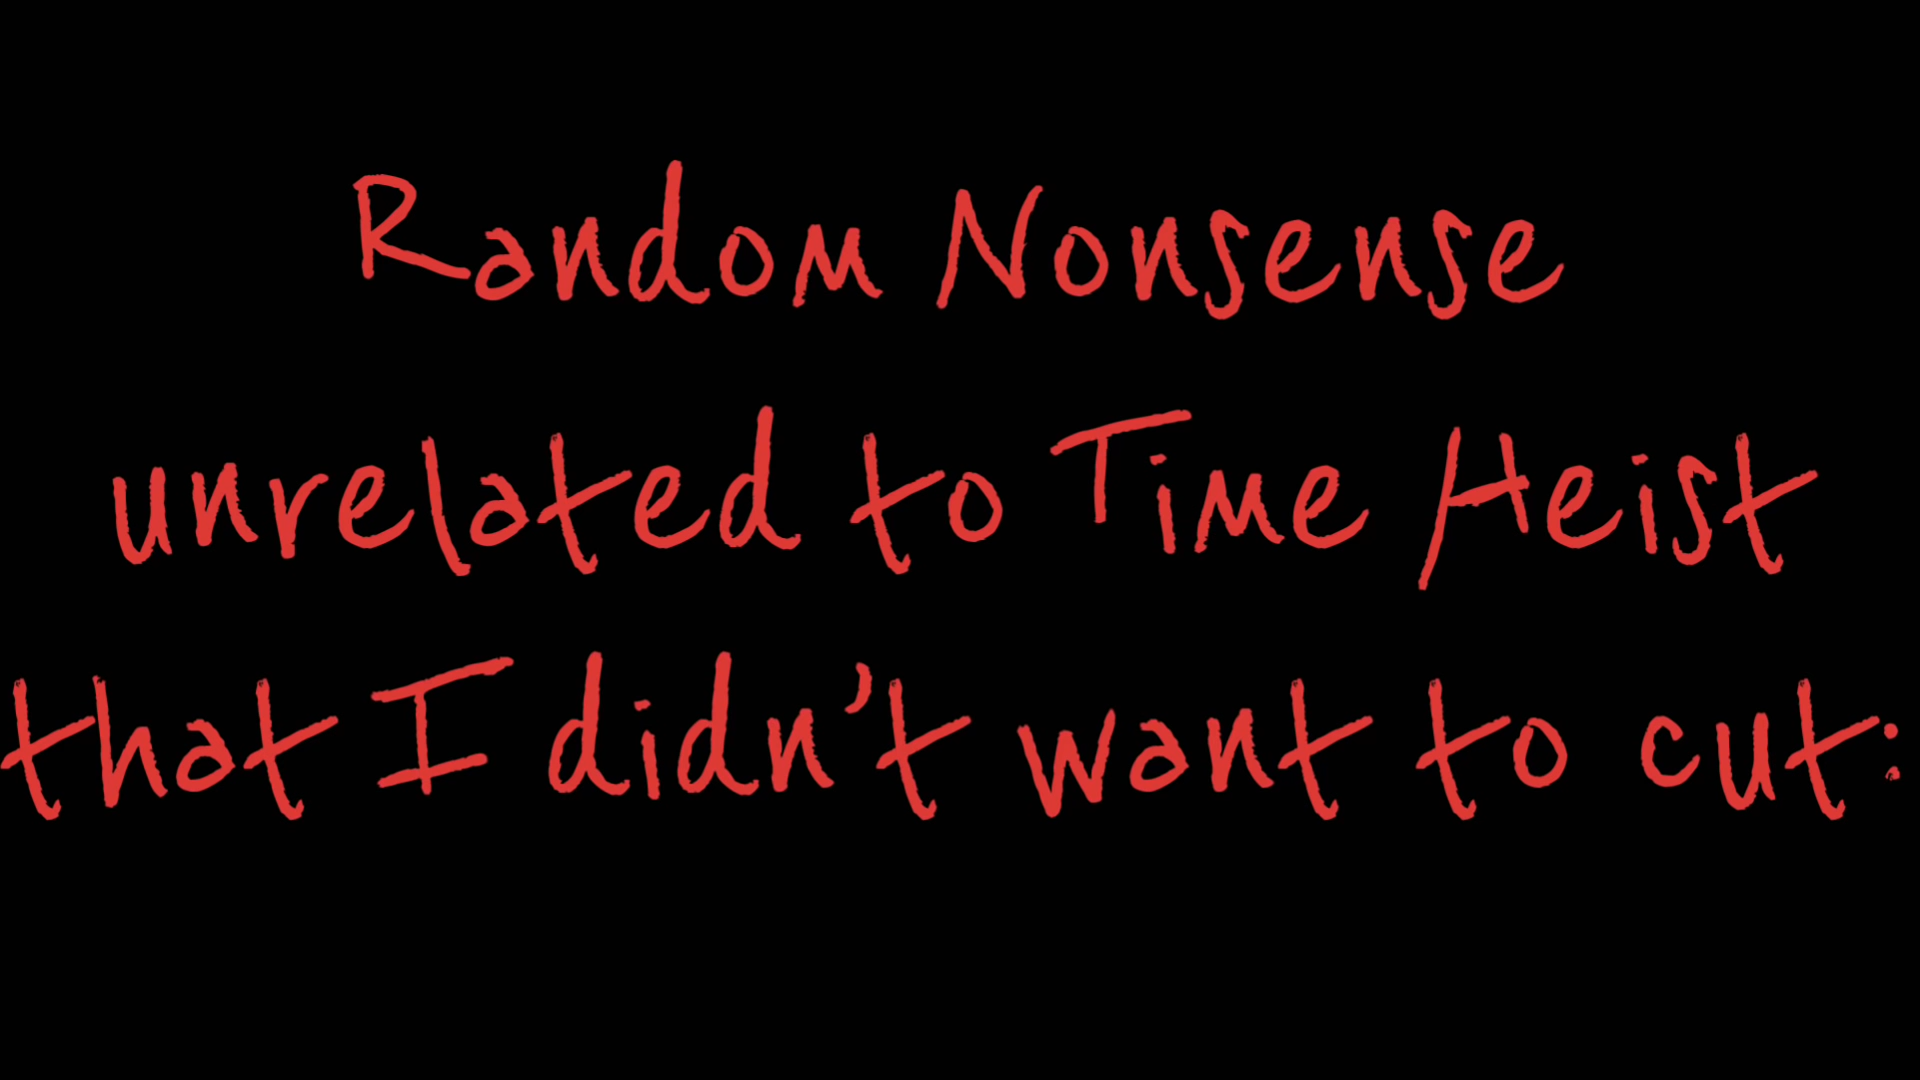 Random Nonsense
unrelated to Time Heist
that I didn't want to cut: